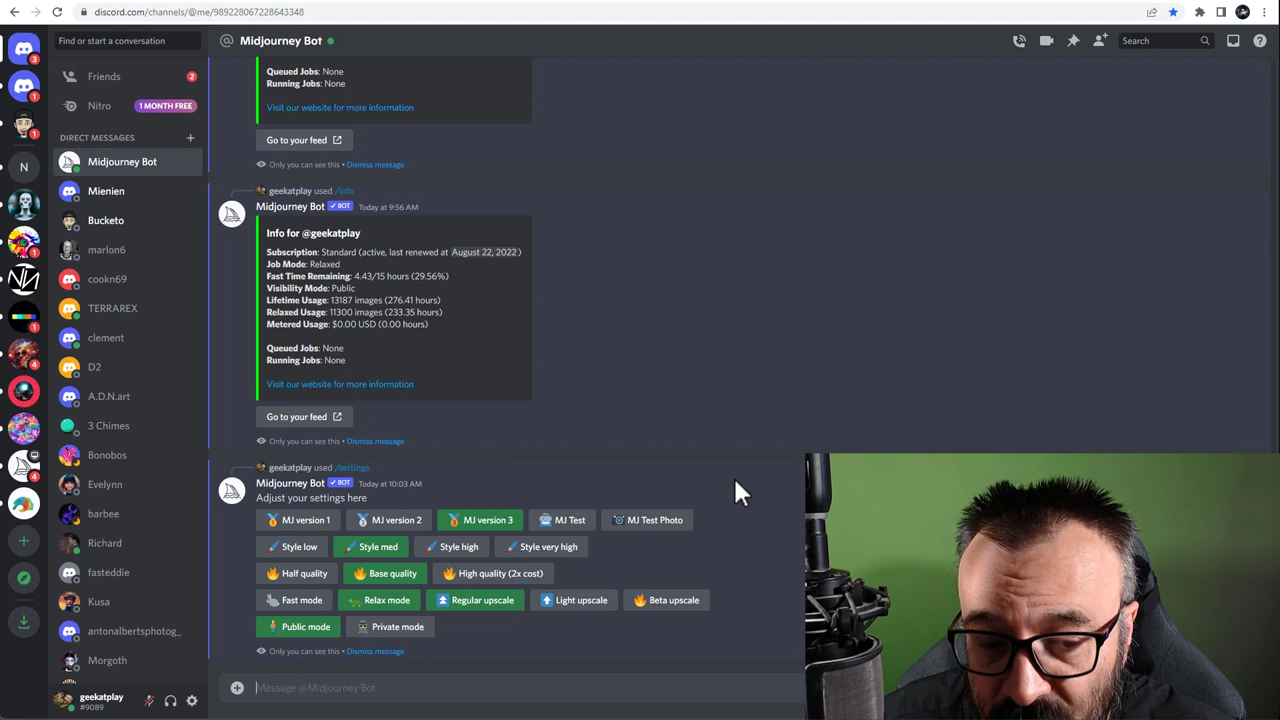 discord.com/channels/@me/989228067228643348
Find or start a conversation
Midjourney Bot
Search
3
1
1
N
1
1
4
4
Friends
2
Nitro
1 MONTH FREE
DIRECT MESSAGES
Midjourney Bot
Mienien
Bucketo
marlon6
cookn69
TERRAREX
clement
D2
A.D.N.art
3 Chimes
Bonobos
Evelynn
barbee
Richard
fasteddie
Kusa
antonalbertsphotog_
Morgoth
geekatplay
#9089
Queued Jobs: None
Running Jobs: None
Visit our website for more information
Go to your feed
Only you can see this • Dismiss message
geekatplay used /info
Midjourney Bot ✓ BOT Today at 9:56 AM
Info for @geekatplay
Subscription: Standard (active, last renewed at August 22, 2022)
Job Mode: Relaxed
Fast Time Remaining: 4.43/15 hours (29.56%)
Visibility Mode: Public
Lifetime Usage: 13187 images (276.41 hours)
Relaxed Usage: 11300 images (233.35 hours)
Metered Usage: $0.00 USD (0.00 hours)
Queued Jobs: None
Running Jobs: None
Visit our website for more information
Go to your feed
Only you can see this • Dismiss message
geekatplay used /settings
Midjourney Bot ✓ BOT Today at 10:03 AM
Adjust your settings here
MJ version 1 MJ version 2 MJ version 3 MJ Test MJ Test Photo
Style low Style med Style high Style very high
Half quality Base quality High quality (2x cost)
Fast mode Relax mode Regular upscale Light upscale Beta upscale
Public mode Private mode
Only you can see this • Dismiss message
Message @Midjourney Bot